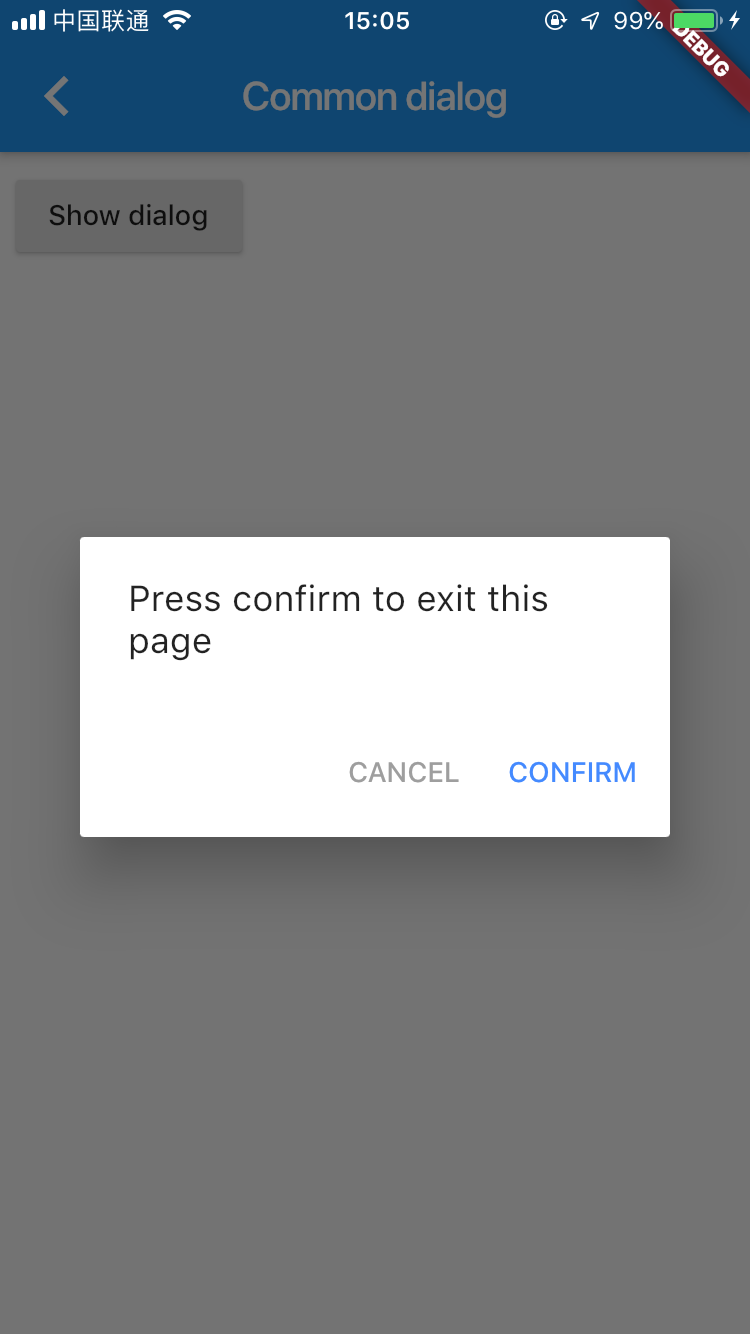 中国联通
15:05
99%
DEBUG
Common dialog
Show dialog
Press confirm to exit this
page
CANCEL
CONFIRM